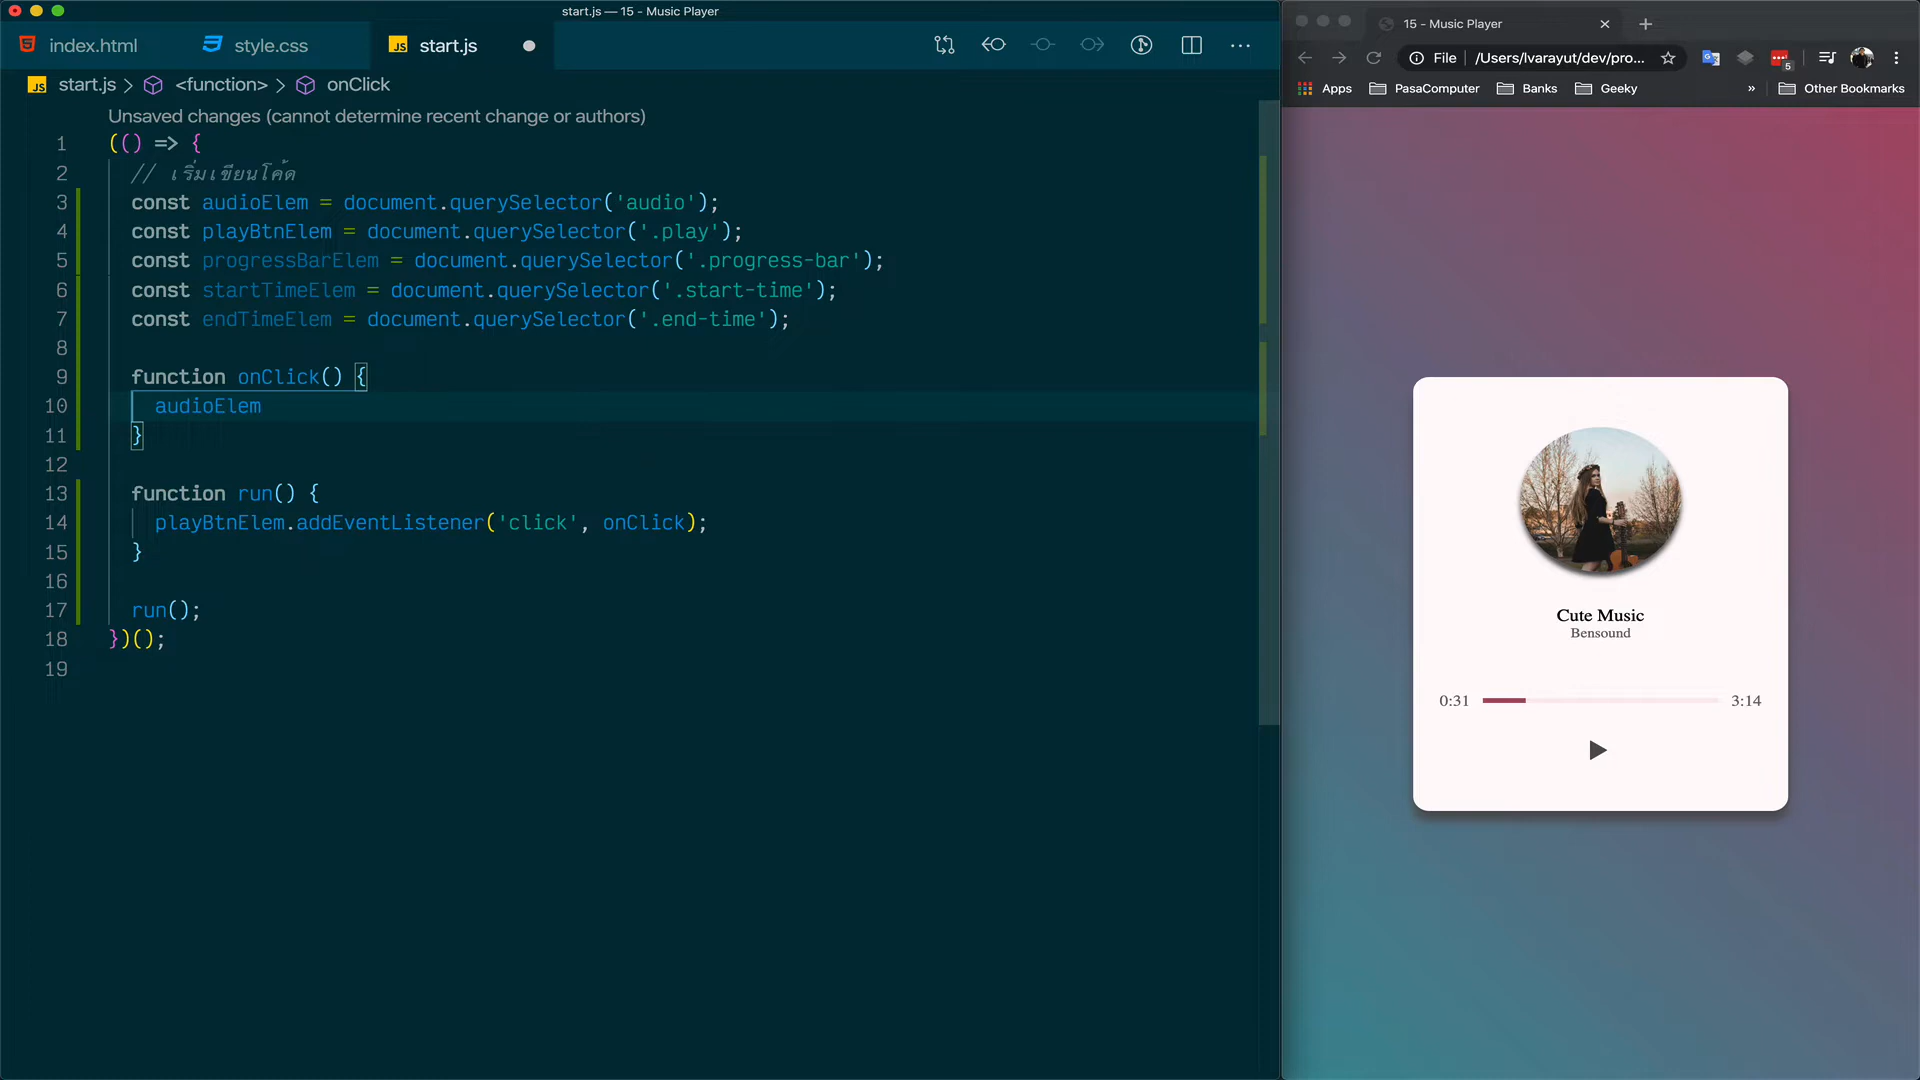 start.js — 15 - Music Player
index.html
style.css
JS start.js
JS start.js > <function> > onClick
Unsaved changes (cannot determine recent change or authors)
1 (() => {
2 // เริ่มเขียนโค้ด
3 const audioElem = document.querySelector('audio');
4 const playBtnElem = document.querySelector('.play');
5 const progressBarElem = document.querySelector('.progress-bar');
6 const startTimeElem = document.querySelector('.start-time');
7 const endTimeElem = document.querySelector('.end-time');
8
9 function onClick() {
10 audioElem
11 }
12
13 function run() {
14 playBtnElem.addEventListener('click', onClick);
15 }
16
17 run();
18 })();
19
15 - Music Player
File /Users/lvarayut/dev/pro...
5
Apps PasaComputer Banks Geeky » Other Bookmarks
Cute Music
Bensound
0:31 3:14